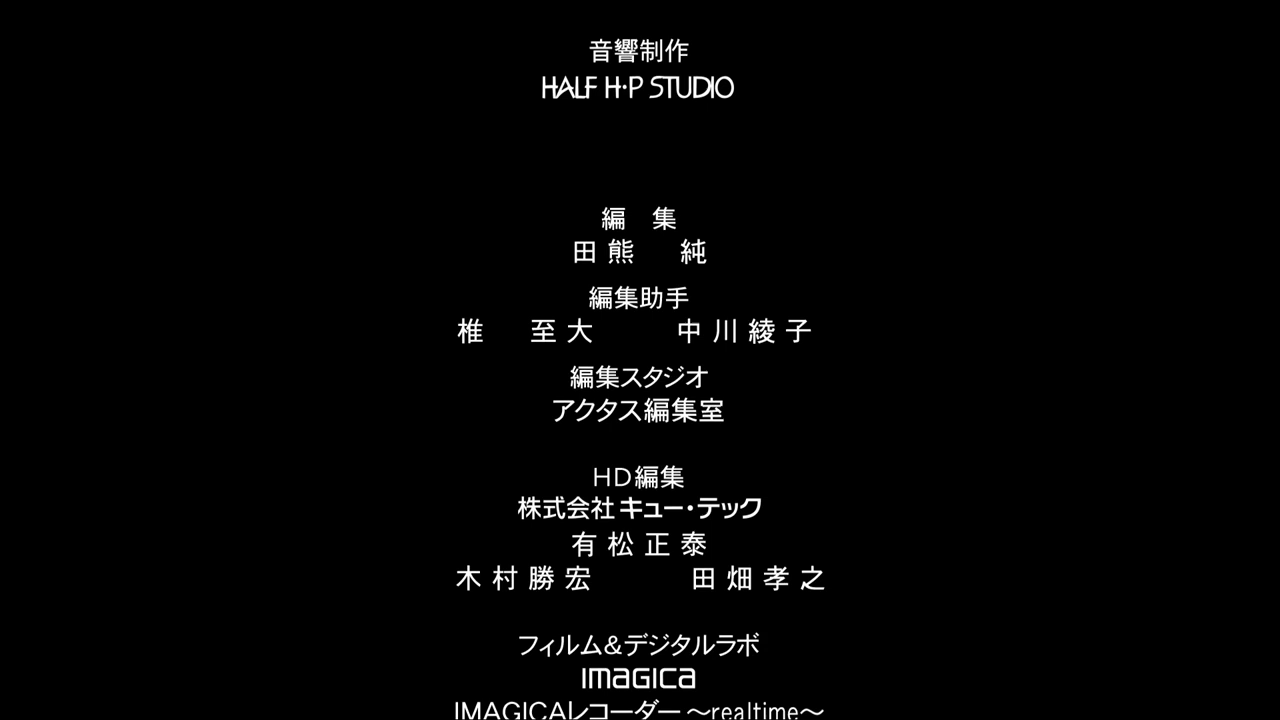 音響制作
HALF H・P STUDIO
編 集
田熊 純
編集助手
椎 至大 中川綾子
編集スタジオ
アクタス編集室
HD編集
株式会社キュー・テック
有松正泰
木村勝宏 田畑孝之
フィルム&デジタルラボ
IMAGICA
IMAGICAレコーダー～realtime～